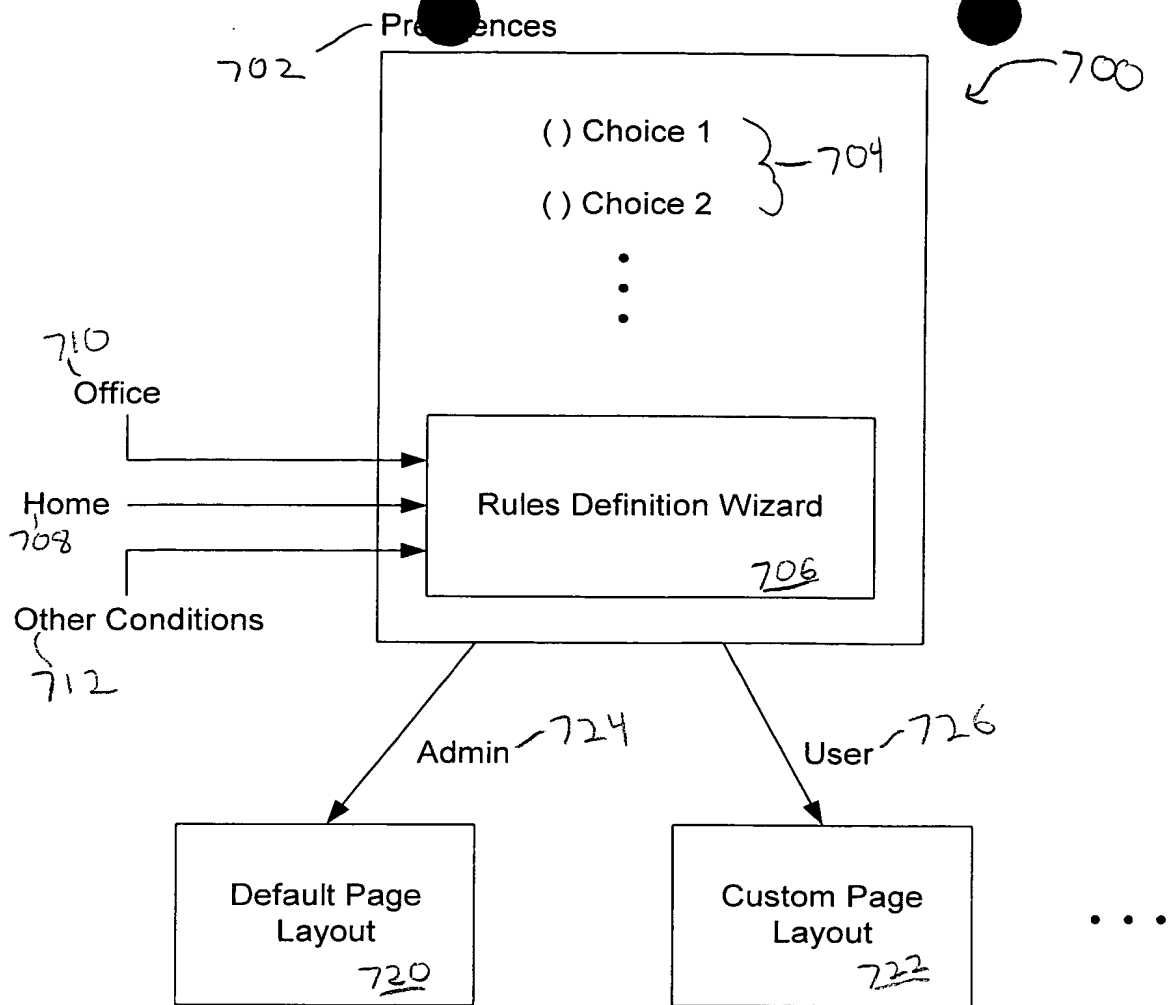 702
700
( ) Choice 1
704
( ) Choice 2
710
Office
Home
708
Rules Definition Wizard
706
Other Conditions
712
Admin 724
User 726
Default Page
Layout
720
Custom Page
Layout
722